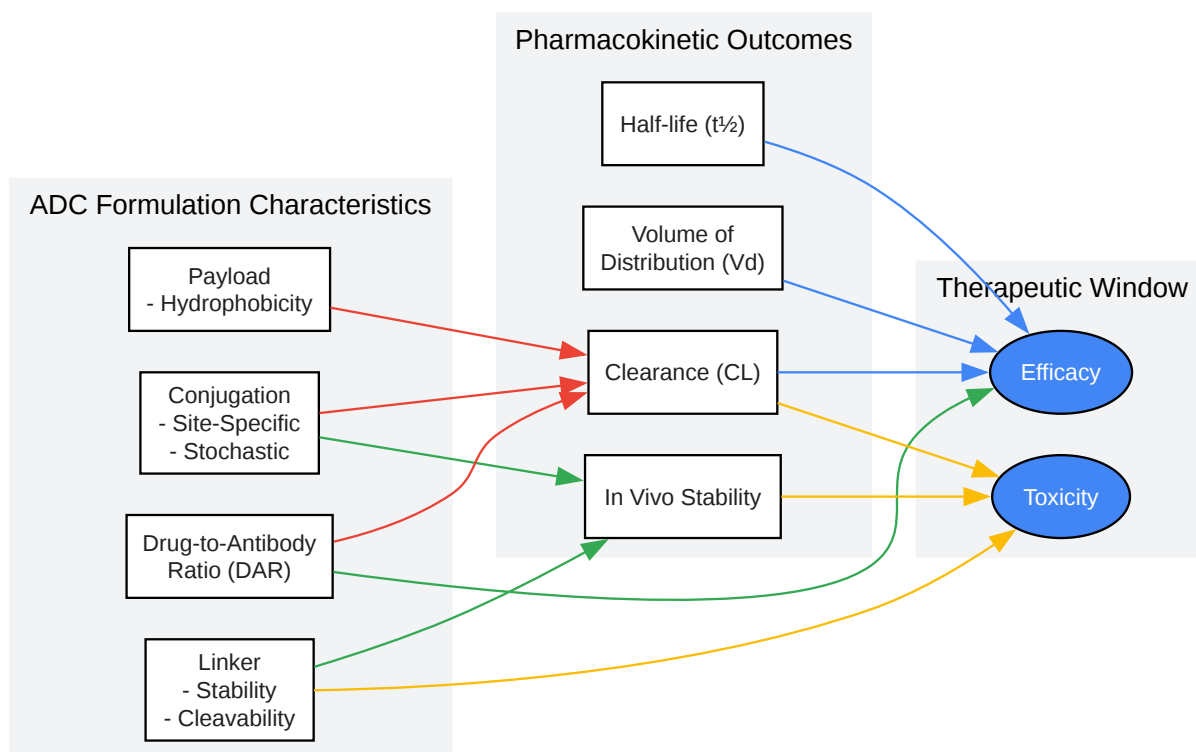 ADC Formulation Characteristics
Payload
- Hydrophobicity
Conjugation
- Site-Specific
- Stochastic
Drug-to-Antibody
Ratio (DAR)
Linker
- Stability
- Cleavability
Pharmacokinetic Outcomes
Half-life (t½)
Volume of
Distribution (Vd)
Clearance (CL)
In Vivo Stability
Therapeutic Window
Efficacy
Toxicity